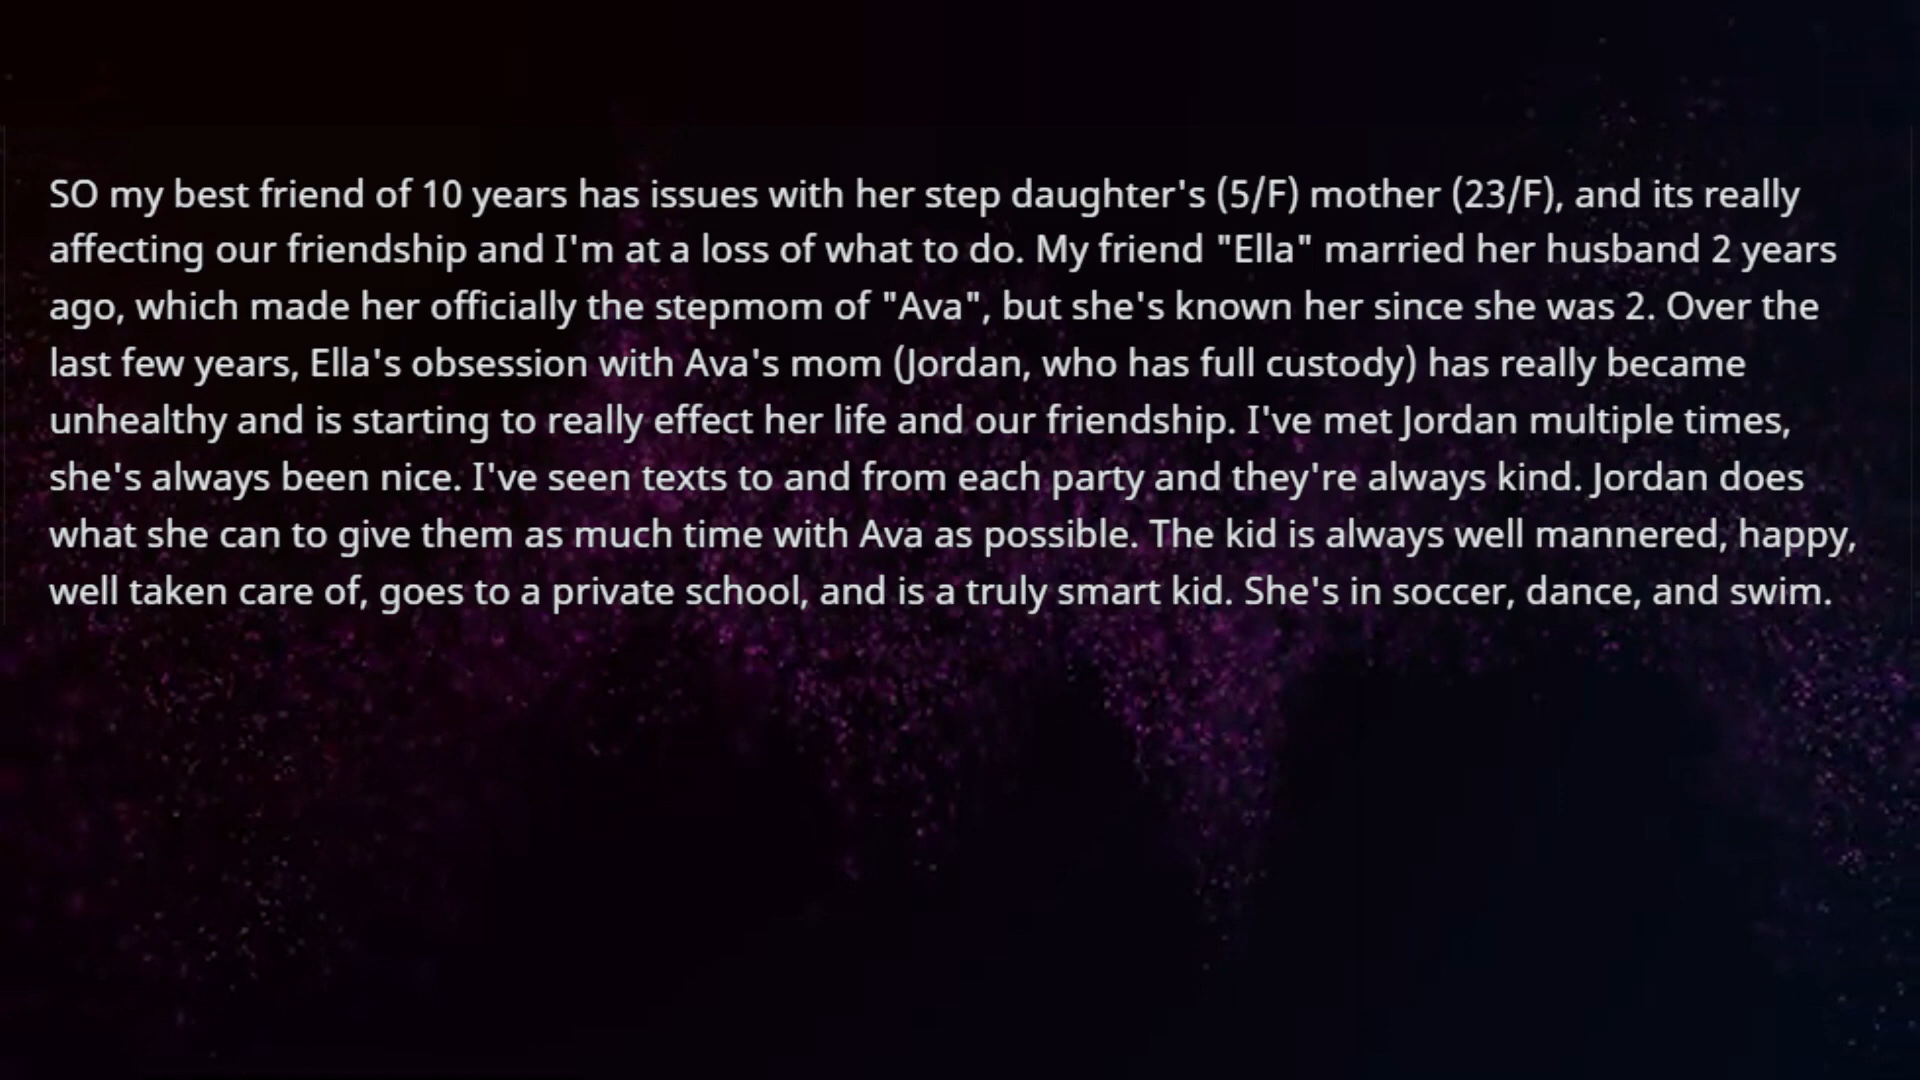 SO my best friend of 10 years has issues with her step daughter's (5/F) mother (23/F), and its really
affecting our friendship and I'm at a loss of what to do. My friend "Ella" married her husband 2 years
ago, which made her officially the stepmom of "Ava", but she's known her since she was 2. Over the
last few years, Ella's obsession with Ava's mom (Jordan, who has full custody) has really became
unhealthy and is starting to really effect her life and our friendship. I've met Jordan multiple times,
she's always been nice. I've seen texts to and from each party and they're always kind. Jordan does
what she can to give them as much time with Ava as possible. The kid is always well mannered, happy,
well taken care of, goes to a private school, and is a truly smart kid. She's in soccer, dance, and swim.